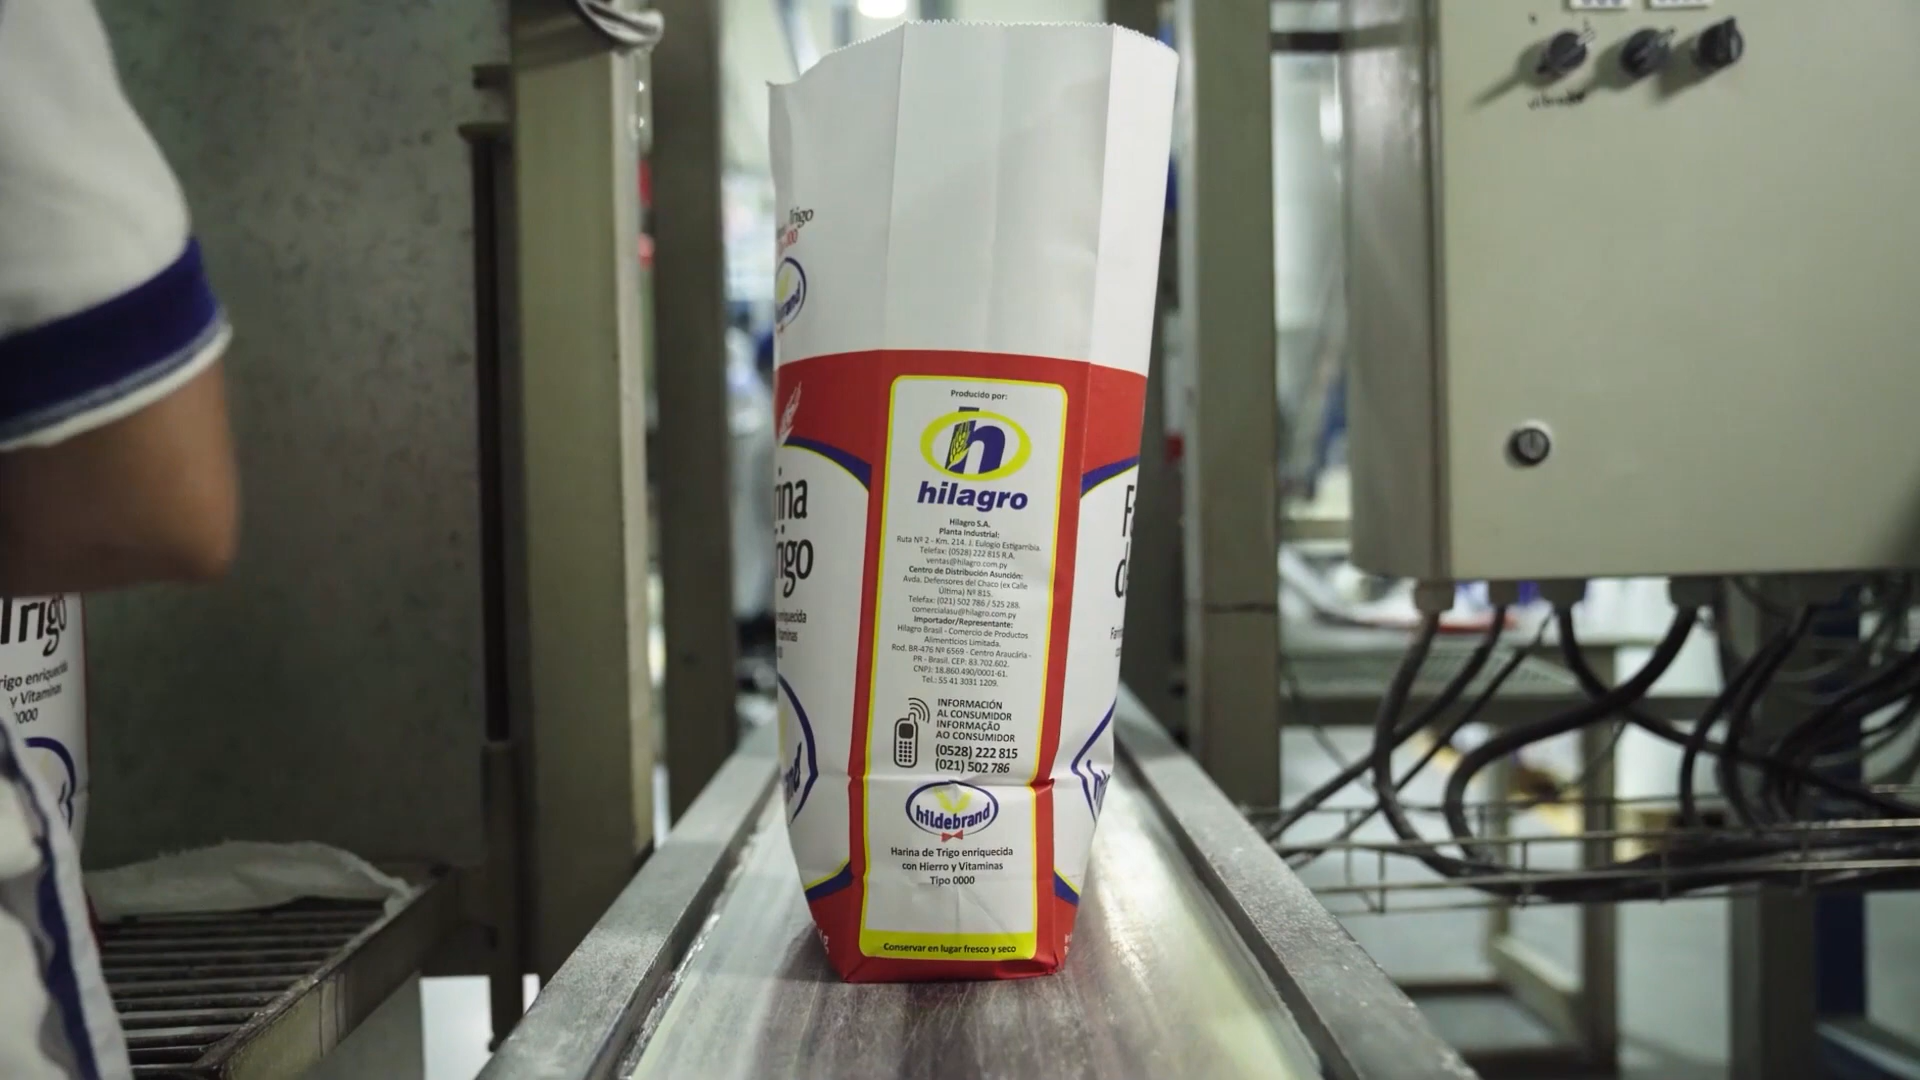 Trigo
vibrador
Producido por:
hilagro
Hilagro S.A.
Planta Industrial:
Ruta Nº 2 - Km. 214. J. Eulogio Estigarribia.
Telefax: (0528) 222 815 R.A.
ventas@hilagro.com.py
Centro de Distribución Asunción:
Avda. Defensores del Chaco (ex Calle
Última) Nº 815.
Telefax: (021) 502 786 / 525 288.
comercialasu@hilagro.com.py
Importador/Representante:
Hilagro Brasil - Comercio de Productos
Alimenticios Limitada.
Rod. BR-476 Nº 6569 - Centro Araucária -
PR - Brasil. CEP: 83.702.602.
CNPJ: 18.860.490/0001-61.
Tel.: 55 41 3031 1209.
INFORMACIÓN
AL CONSUMIDOR
INFORMAÇÃO
AO CONSUMIDOR
(0528) 222 815
(021) 502 786
hildebrand
Harina de Trigo enriquecida
con Hierro y Vitaminas
Tipo 0000
Conservar en lugar fresco y seco
Trigo
rigo enriquecida
y Vitaminas
0000